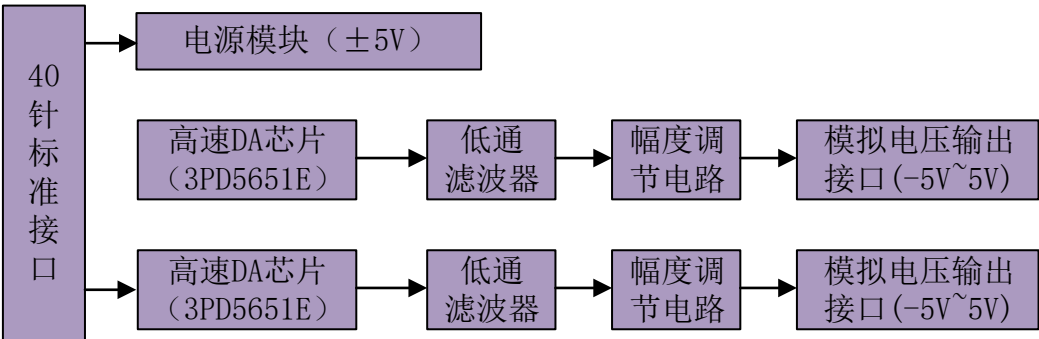 40
针
标
准
接
口
电源模块（±5V）
高速DA芯片
（3PD5651E）
低通
滤波器
幅度调
节电路
模拟电压输出
接口(-5V~5V)
高速DA芯片
（3PD5651E）
低通
滤波器
幅度调
节电路
模拟电压输出
接口(-5V~5V)